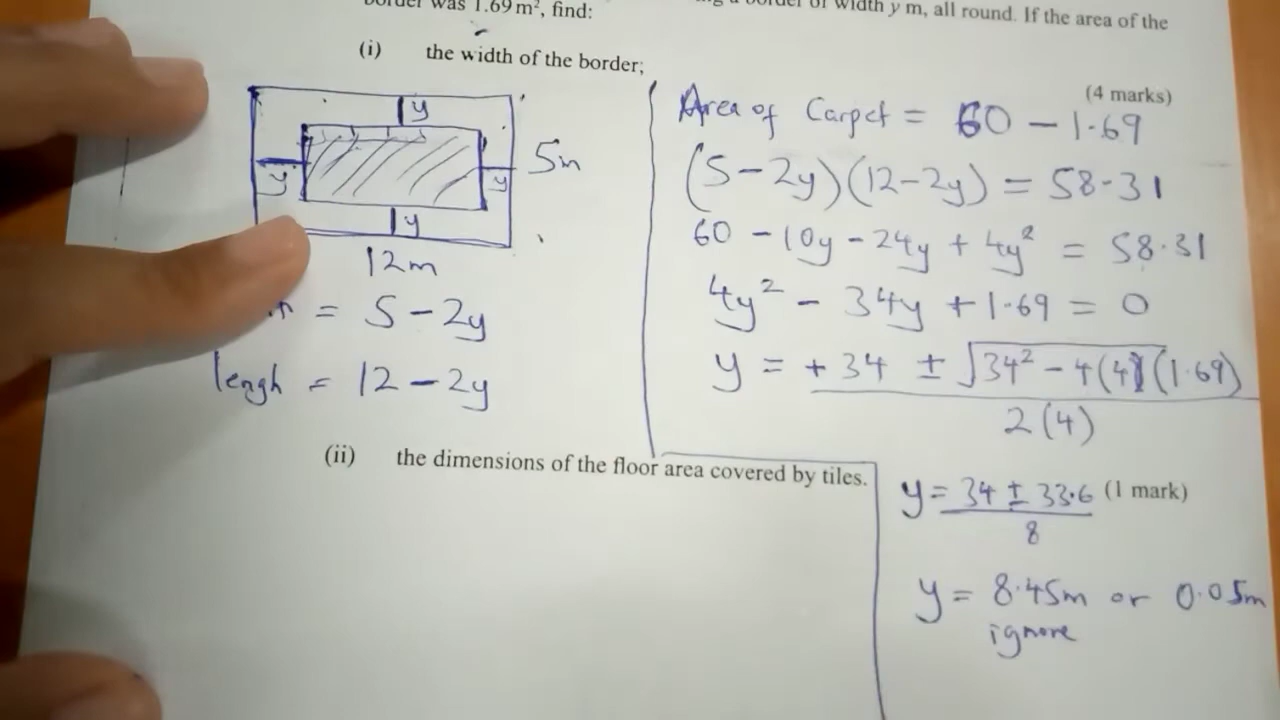 border was 1.69 m², find:
a border of width y m, all round. If the area of the
(i) the width of the border;
(4 marks)
y
y
y
y
5m
12m
= 5 - 2y
lengh = 12 - 2y
Area of Carpet = 60 - 1.69
(5 - 2y)(12 - 2y) = 58.31
60 - 10y - 24y + 4y² = 58.31
4y² - 34y + 1.69 = 0
y = +34 ± √34² - 4(4)(1.69)
2(4)
(ii) the dimensions of the floor area covered by tiles.
(1 mark)
y = 34 ± 33.6
8
y = 8.45m or 0.05m
ignore